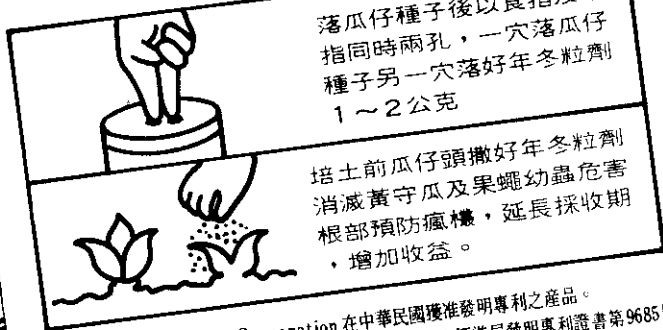 落瓜仔種子後以食指及
指同時兩孔，一穴落瓜仔
種子另一穴落好年冬粒劑
1～2公克
培土前瓜仔頭撒好年冬粒劑
消滅黃守瓜及果蠅幼蟲危害
根部預防瘋欉，延長採收期
，增加收益。
在中華民國獲准發明專利之產品。
發明專利證書第9685